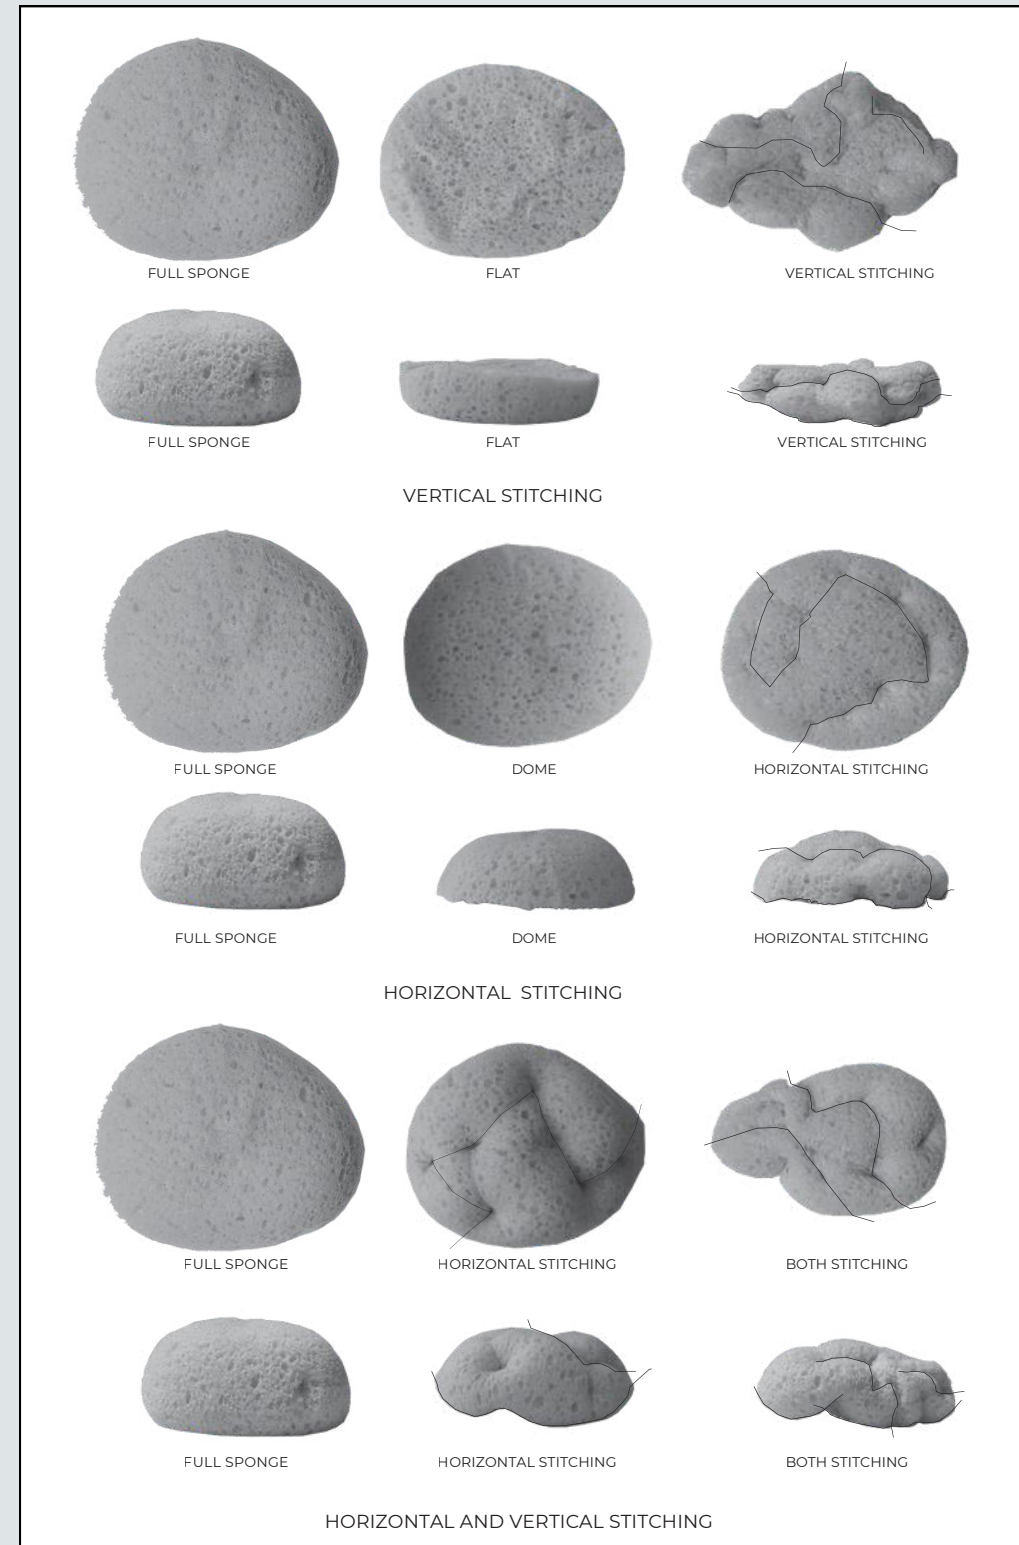 FULL SPONGE
FLAT
VERTICAL STITCHING
FULL SPONGE
FLAT
VERTICAL STITCHING
VERTICAL STITCHING
FULL SPONGE
DOME
HORIZONTAL STITCHING
FULL SPONGE
DOME
HORIZONTAL STITCHING
HORIZONTAL  STITCHING
FULL SPONGE
HORIZONTAL STITCHING
BOTH STITCHING
FULL SPONGE
HORIZONTAL STITCHING
BOTH STITCHING
HORIZONTAL AND VERTICAL STITCHING